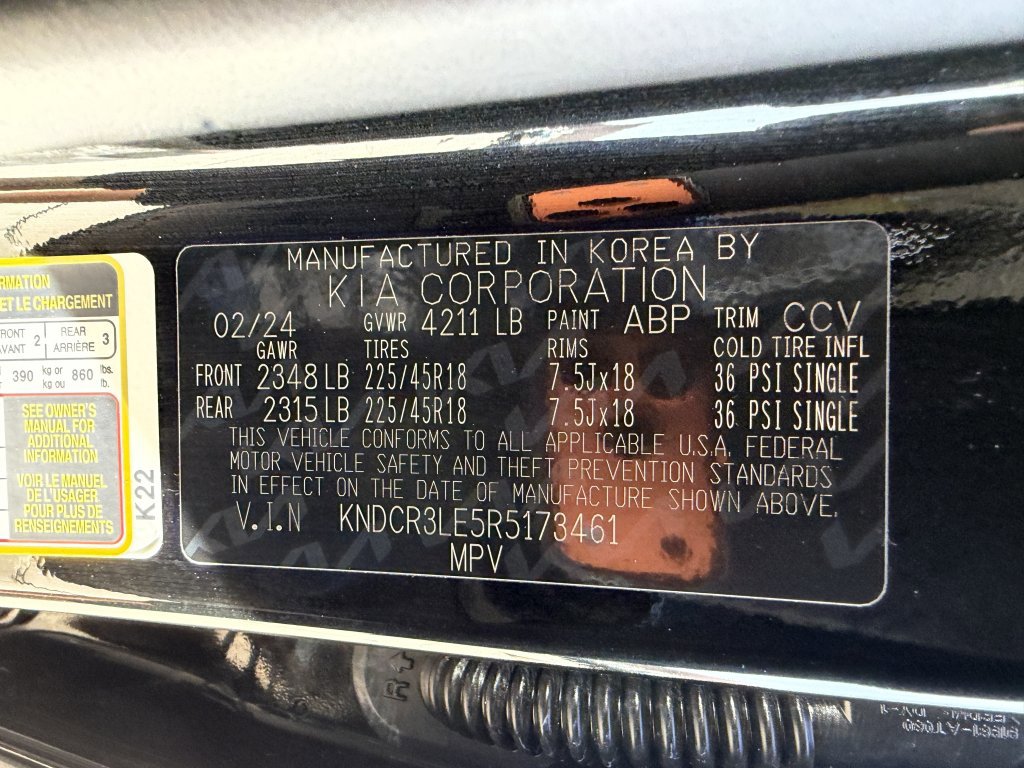 MANUFACTURED IN KOREA BY
KIA CORPORATION
02/24 GVWR 4211 LB PAINT ABP TRIM CCV
GAWR TIRES RIMS COLD TIRE INFL
FRONT 2348 LB 225/45R18 7.5Jx18 36 PSI SINGLE
REAR 2315 LB 225/45R18 7.5Jx18 36 PSI SINGLE
THIS VEHICLE CONFORMS TO ALL APPLICABLE U.S.A. FEDERAL
MOTOR VEHICLE SAFETY AND THEFT PREVENTION STANDARDS
IN EFFECT ON THE DATE OF MANUFACTURE SHOWN ABOVE.
V.I.N KNDCR3LE5R5173461
MPV
ET LE CHARGEMENT
2 REAR
ARRIÈRE 3
390 kg or
kg ou 860 lbs.
lb.
SEE OWNER'S
MANUAL FOR
ADDITIONAL
INFORMATION
VOIR LE MANUEL
DE L'USAGER
POUR PLUS DE
RENSEIGNEMENTS
K22
R